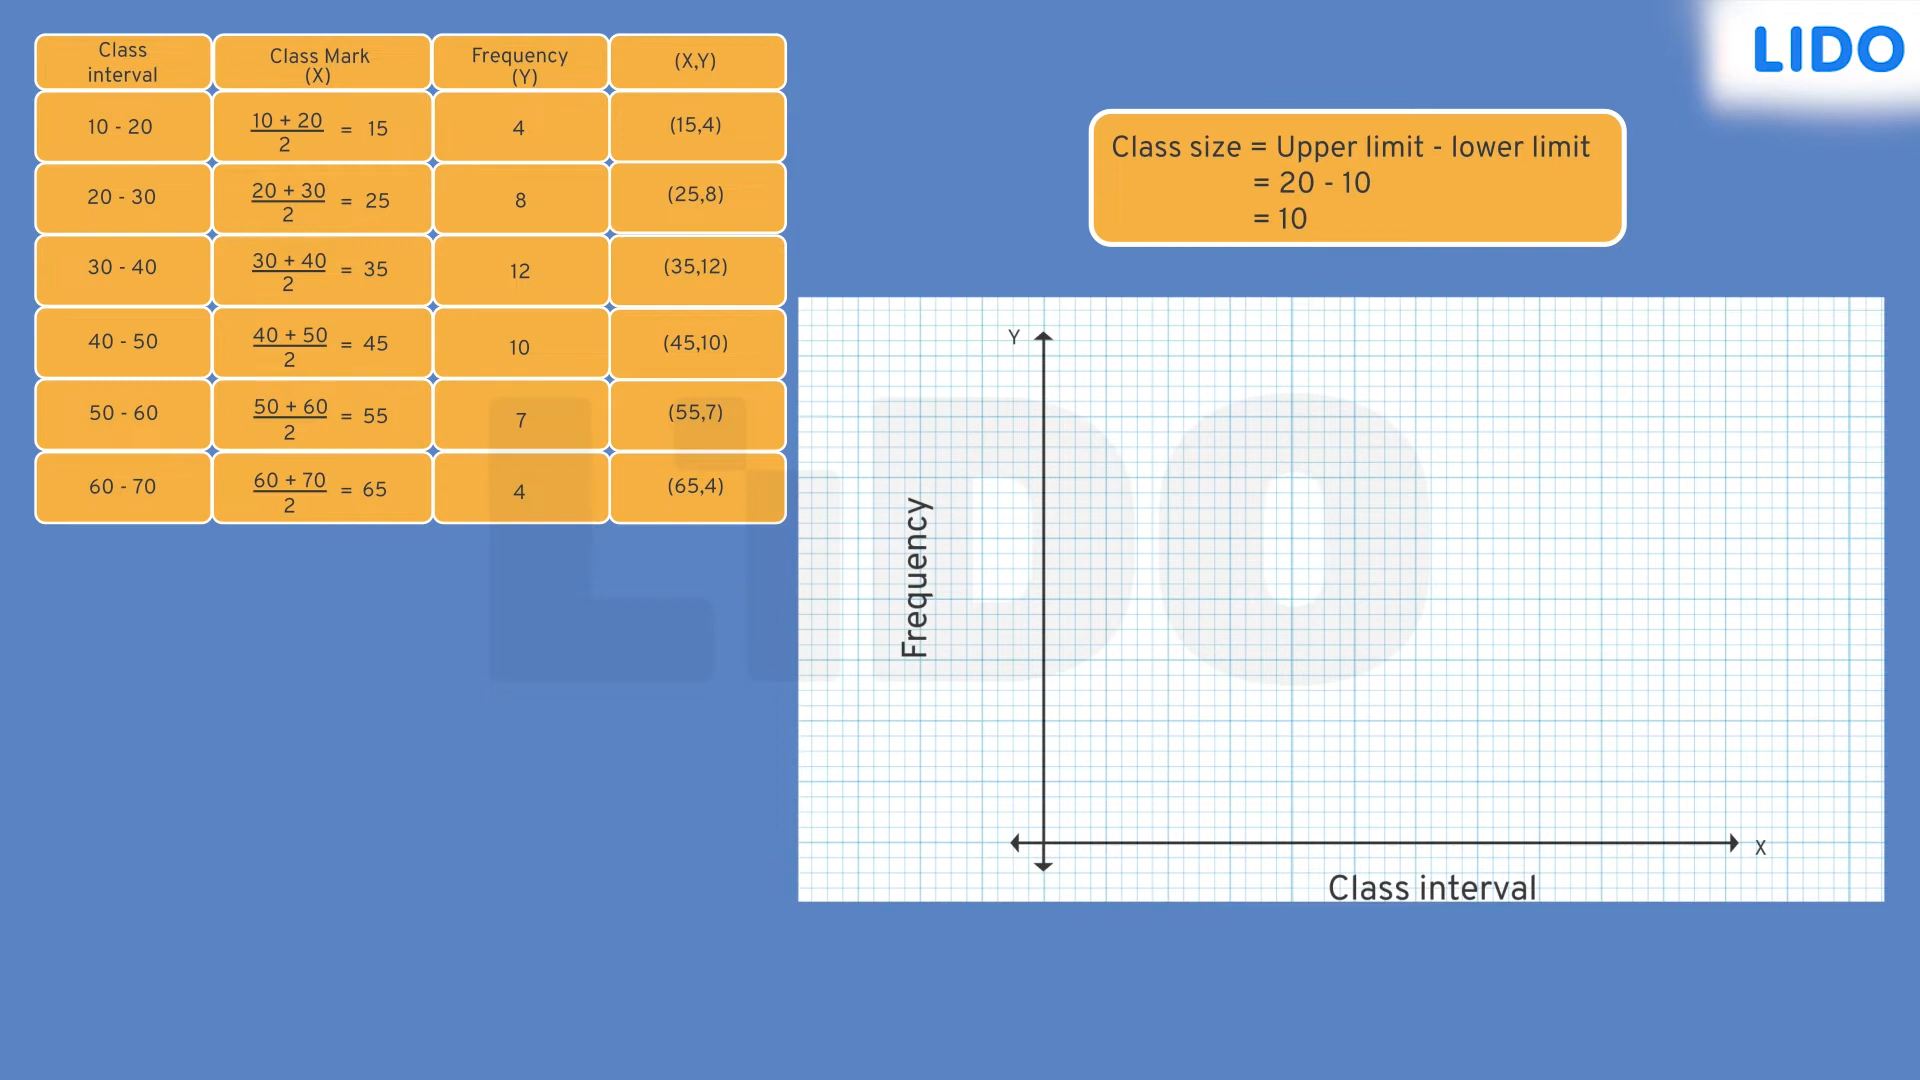 LIDO
Class interval | Class Mark (X) | Frequency (Y) | (X,Y)
10 - 20 | 10 + 20 / 2 = 15 | 4 | (15,4)
20 - 30 | 20 + 30 / 2 = 25 | 8 | (25,8)
30 - 40 | 30 + 40 / 2 = 35 | 12 | (35,12)
40 - 50 | 40 + 50 / 2 = 45 | 10 | (45,10)
50 - 60 | 50 + 60 / 2 = 55 | 7 | (55,7)
60 - 70 | 60 + 70 / 2 = 65 | 4 | (65,4)
Class size = Upper limit - lower limit
= 20 - 10
= 10
Y
Frequency
X
Class interval
LIDO